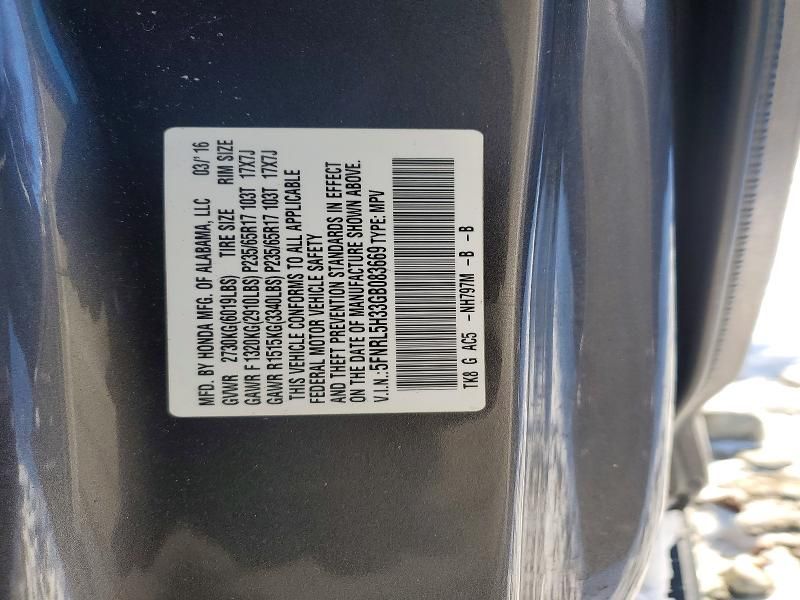 MFD. BY HONDA MFG. OF ALABAMA, LLC 03/'16
GVWR 2730KG(6019LBS) TIRE SIZE RIM SIZE
GAWR F 1320KG(2910LBS) P235/65R17 103T 17X7J
GAWR R1515KG(3340LBS) P235/65R17 103T 17X7J
THIS VEHICLE CONFORMS TO ALL APPLICABLE
FEDERAL MOTOR VEHICLE SAFETY
AND THEFT PREVENTION STANDARDS IN EFFECT
ON THE DATE OF MANUFACTURE SHOWN ABOVE.
V.I.N.:5FNRL5H33GB083669 TYPE: MPV
TK8 G AC5 -NH797M -B -B